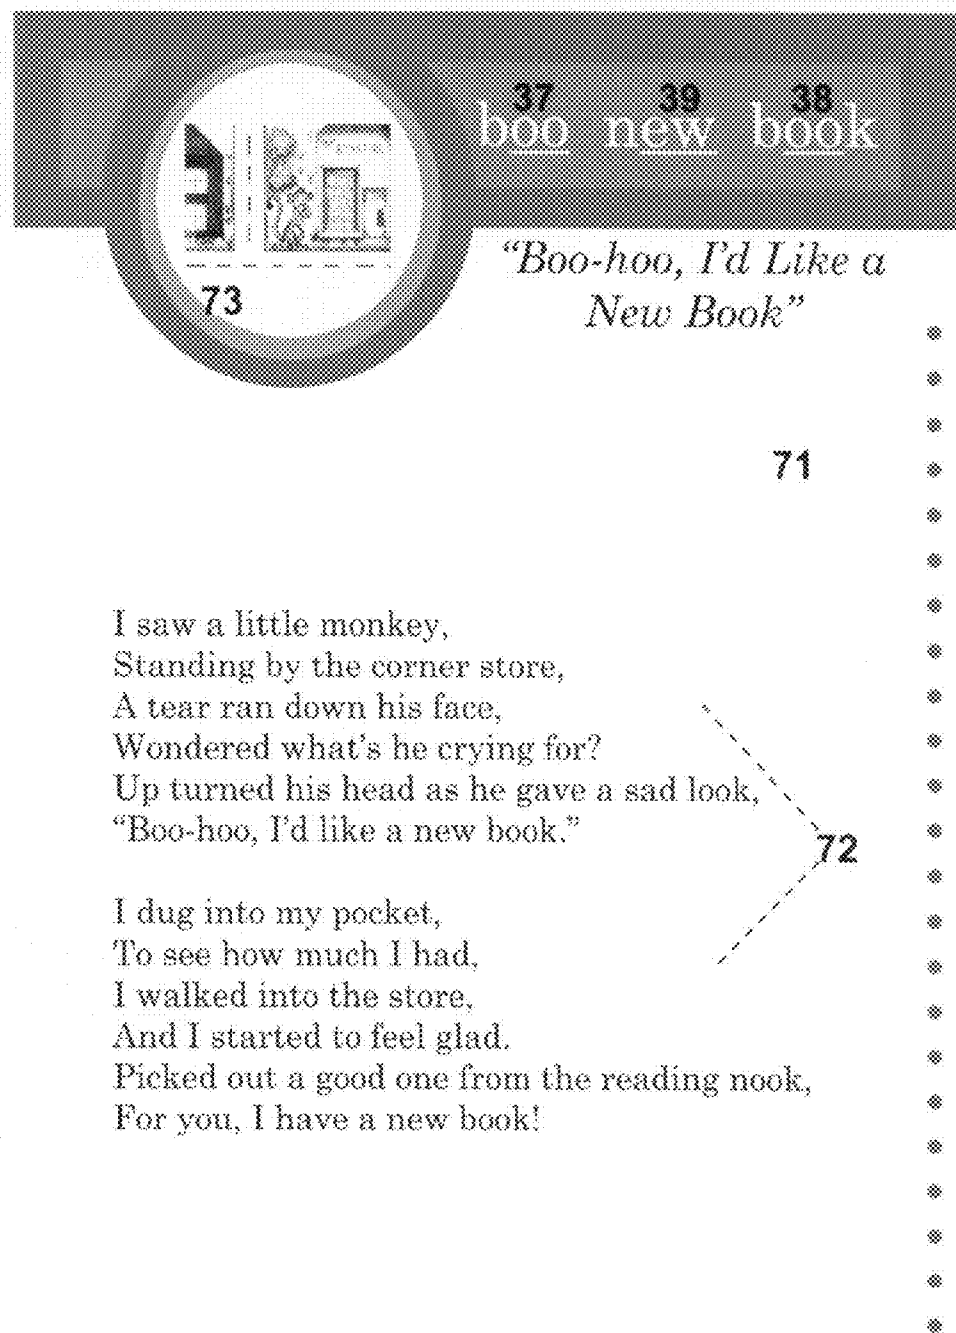 37 39 38
boo new book
73
“Boo-hoo, I'd Like a
New Book”
71
I saw a little monkey,
Standing by the corner store,
A tear ran down his face,
Wondered what's he crying for?
Up turned his head as he gave a sad look,
“Boo-hoo, I'd like a new book.”
72
I dug into my pocket,
To see how much I had,
I walked into the store,
And I started to feel glad.
Picked out a good one from the reading nook,
For you, I have a new book!